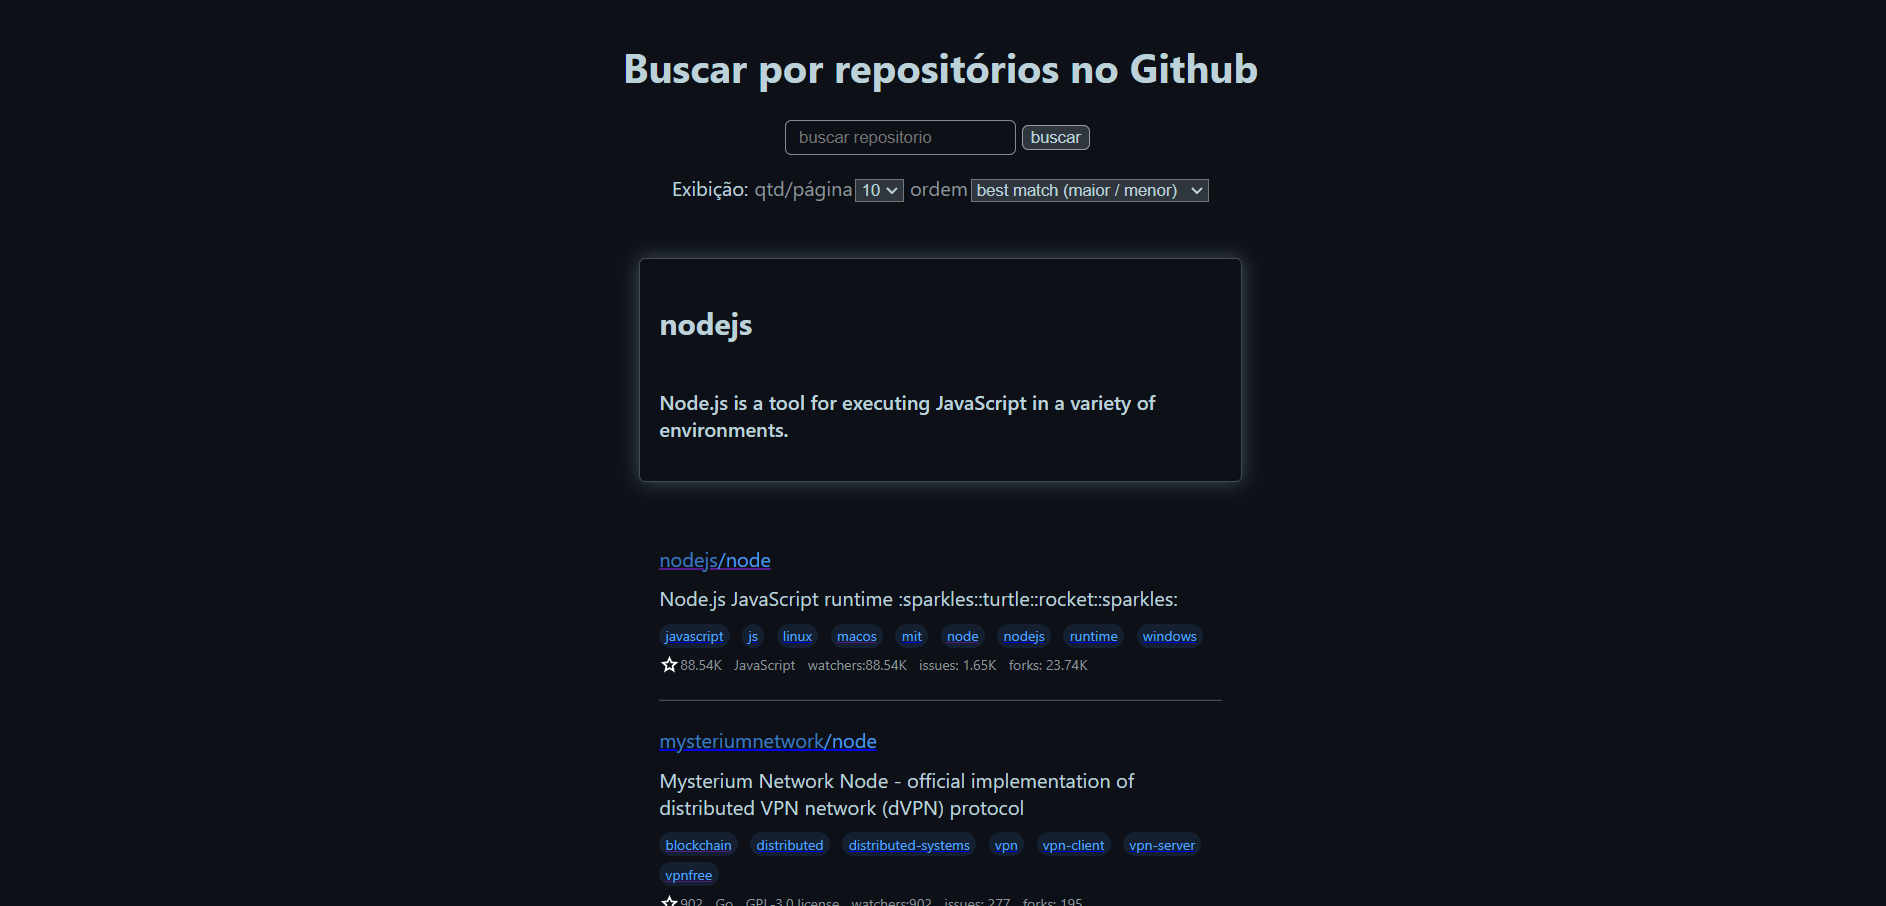 Buscar por repositórios no Github
buscar repositorio buscar
Exibição: qtd/página 10 ordem best match (maior / menor)
nodejs
Node.js is a tool for executing JavaScript in a variety of
environments.
nodejs/node
Node.js JavaScript runtime :sparkles::turtle::rocket::sparkles:
javascript js linux macos mit node nodejs runtime windows
88.54K JavaScript watchers:88.54K issues: 1.65K forks: 23.74K
mysteriumnetwork/node
Mysterium Network Node - official implementation of
distributed VPN network (dVPN) protocol
blockchain distributed distributed-systems vpn vpn-client vpn-server
vpnfree
902 Go GPL-3.0 license watchers:902 issues: 277 forks: 195